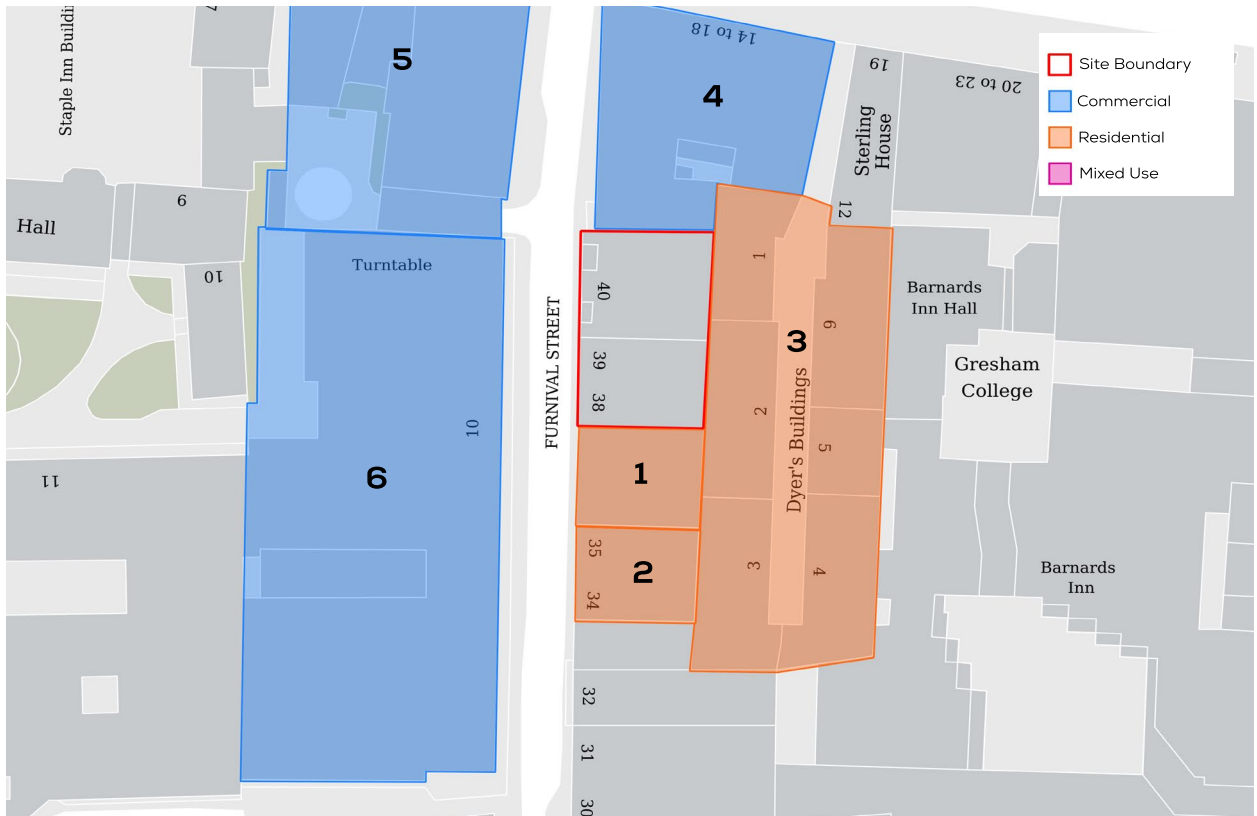 7
Staple Inn Buildin
5
14 to 18
4
19
Sterling
House
20 to 23
Site Boundary
Commercial
Residential
Mixed Use
Hall
9
10
Turntable
12
1
40
39
38
FURNIVAL STREET
6
3
Dyer's Buildings
2
5
Barnards
Inn Hall
Gresham
College
11
10
6
1
35
2
34
3
4
Barnards
Inn
32
31
30